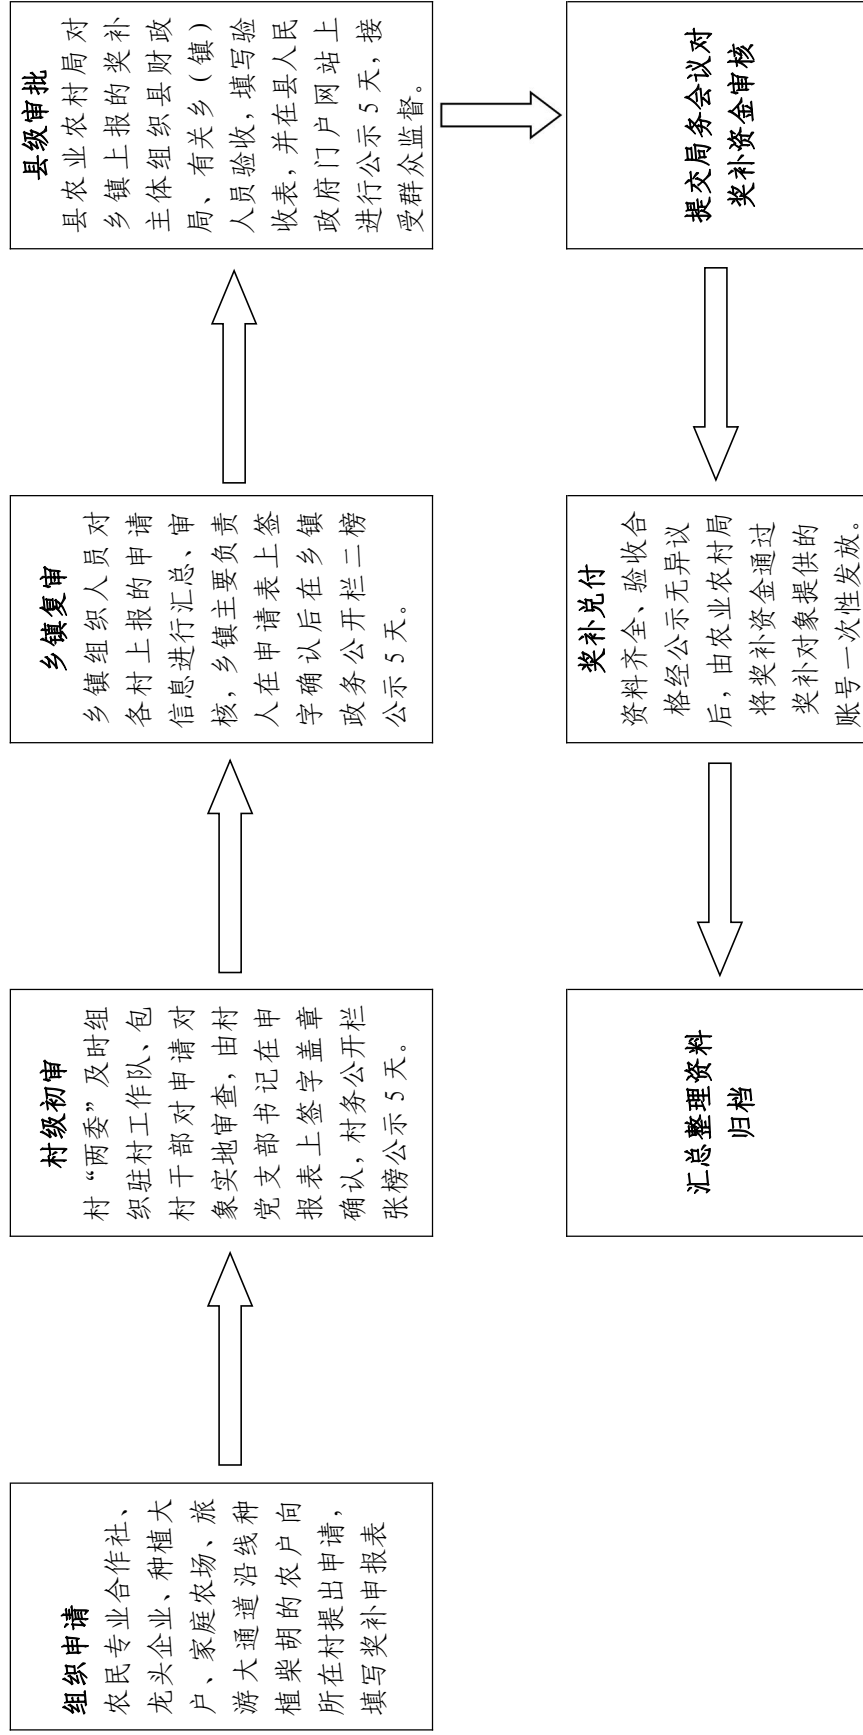 组织申请
农民专业合作社、
龙头企业、种植大
户、家庭农场、旅
游大通道沿线种
植柴胡的农户向
所在村提出申请，
填写奖补申报表
村级初审
村“两委”及时组
织驻村工作队、包
村干部对申请对
象实地审查，由村
党支部书记在申
报表上签字盖章
确认，村务公开栏
张榜公示 5 天。
乡镇复审
乡镇组织人员对
各村上报的申请
信息进行汇总、审
核，乡镇主要负责
人在申请表上签
字确认后在乡镇
政务公开栏二榜
公示 5 天。
县级审批
县农业农村局对
乡镇上报的奖补
主体组织县财政
局、有关乡（镇）
人员验收，填写验
收表，并在县人民
政府门户网站上
进行公示 5 天，接
受群众监督。
提交局务会议对
奖补资金审核
奖补兑付
资料齐全、验收合
格经公示无异议
后，由农业农村局
将奖补资金通过
奖补对象提供的
账号一次性发放。
汇总整理资料
归档